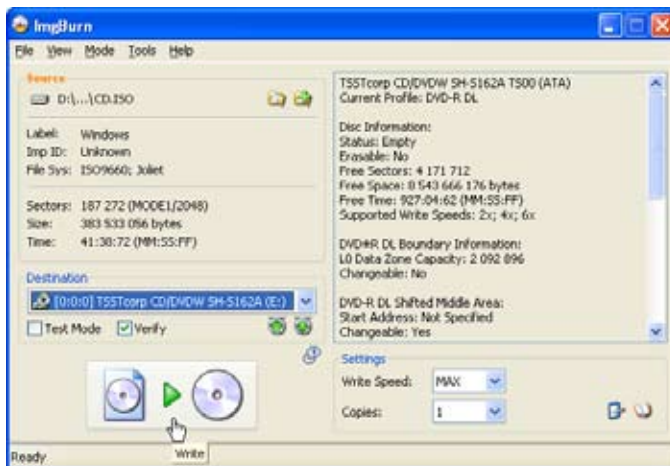 ImgBurn
File View Mode Tools Help
Source
D:\...\CD.ISO
Label: Windows
Imp ID: Unknown
File Sys: ISO9660; Joliet
Sectors: 187 272 (MODE1/2048)
Size: 383 533 056 bytes
Time: 41:38:72 (MM:SS:FF)
Destination
[0:0:0] TSSTcorp CD/DVDW SH-S162A (E:)
Test Mode Verify
Write
Ready
TSSTcorp CD/DVDW SH-S162A TS00 (ATA)
Current Profile: DVD-R DL
Disc Information:
Status: Empty
Erasable: No
Free Sectors: 4 171 712
Free Space: 8 543 666 176 bytes
Free Time: 927:04:62 (MM:SS:FF)
Supported Write Speeds: 2x; 4x; 6x
DVD±R DL Boundary Information:
L0 Data Zone Capacity: 2 092 896
Changeable: No
DVD-R DL Shifted Middle Area:
Start Address: Not Specified
Changeable: Yes
Settings
Write Speed: MAX
Copies: 1